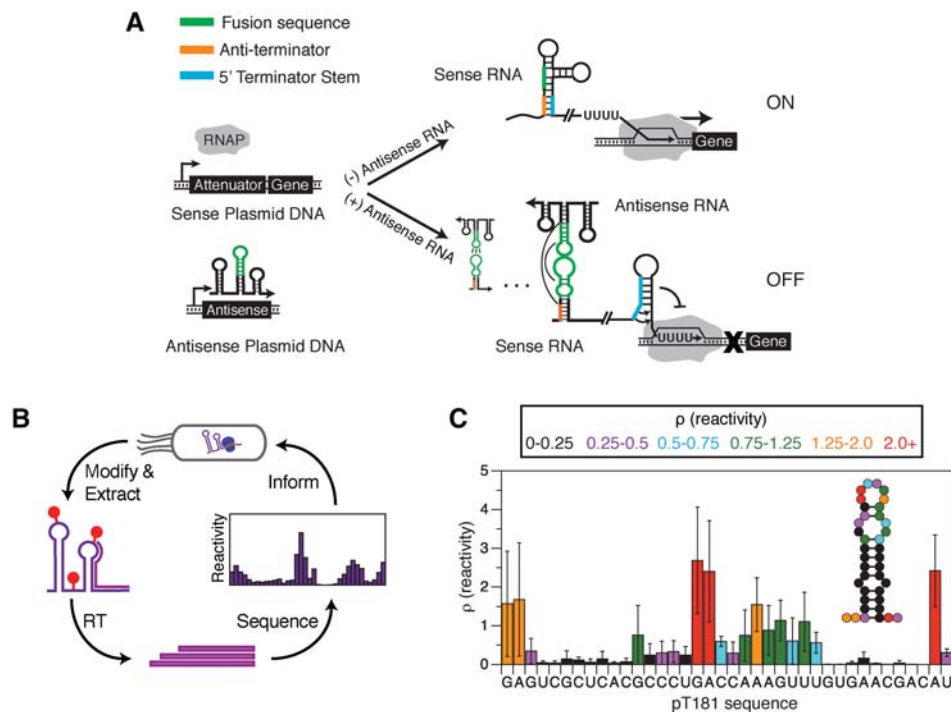 A
Fusion sequence
Anti-terminator
5' Terminator Stem
RNAP
Attenuator Gene
Sense Plasmid DNA
Antisense
Antisense Plasmid DNA
(-) Antisense RNA
(+) Antisense RNA
Sense RNA
UUUU
Gene
ON
Antisense RNA
OFF
Sense RNA
UUUU
X
Gene
B
Modify &
Extract
RT
Sequence
Inform
Reactivity
C
ρ (reactivity)
0-0.25 0.25-0.5 0.5-0.75 0.75-1.25 1.25-2.0 2.0+
ρ (reactivity)
5
4
3
2
1
0
GAGUCGCUCACGCCCUGACCAAAGUUUGUGAACGACAU
pT181 sequence